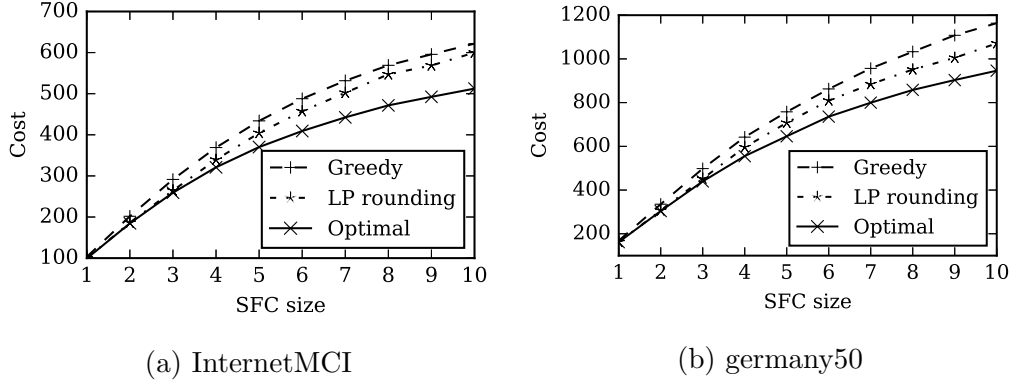 700
600
500
400
300
200
100
Cost
1 2 3 4 5 6 7 8 9 10
SFC size
Greedy
LP rounding
Optimal
(a) InternetMCI
1200
1000
800
600
400
200
Cost
1 2 3 4 5 6 7 8 9 10
SFC size
Greedy
LP rounding
Optimal
(b) germany50